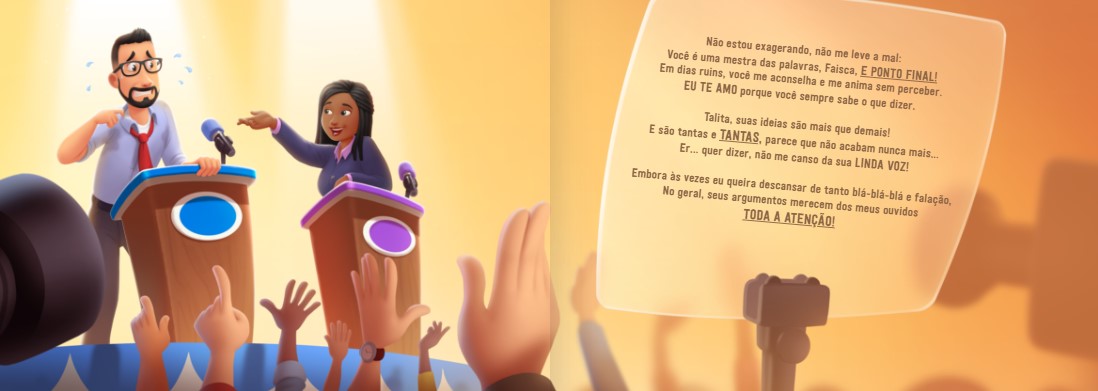 Não estou exagerando, não me leve a mal:
Você é uma mestra das palavras, Faisca, E PONTO FINAL!
Em dias ruins, você me aconselha e me anima sem perceber.
EU TE AMO porque você sempre sabe o que dizer.
Talita, suas ideias são mais que demais!
E são tantas e TANTAS, parece que não acabam nunca mais...
Er... quer dizer, não me canso da sua LINDA VOZ!
Embora às vezes eu queira descansar de tanto blá-blá-blá e falação,
No geral, seus argumentos merecem dos meus ouvidos
TODA A ATENÇÃO!